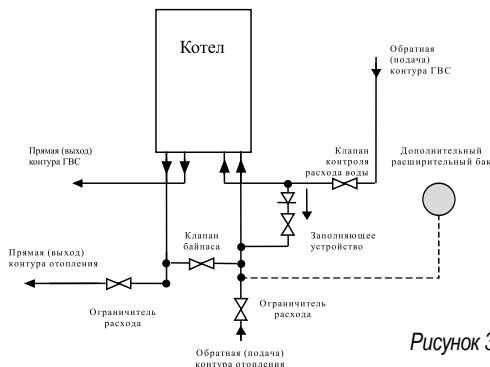 Котел
Обратная
(подача)
контура ГВС
Прямая (выход)
контура ГВС
Клапан
контроля
расхода воды
Дополнительный
расширительный бак
Клапан
байпаса
Заполняющее
устройство
Прямая (выход)
контура отопления
Ограничитель
расхода
Ограничитель
расхода
Обратная (подача)
контура отопления
Рисунок 3